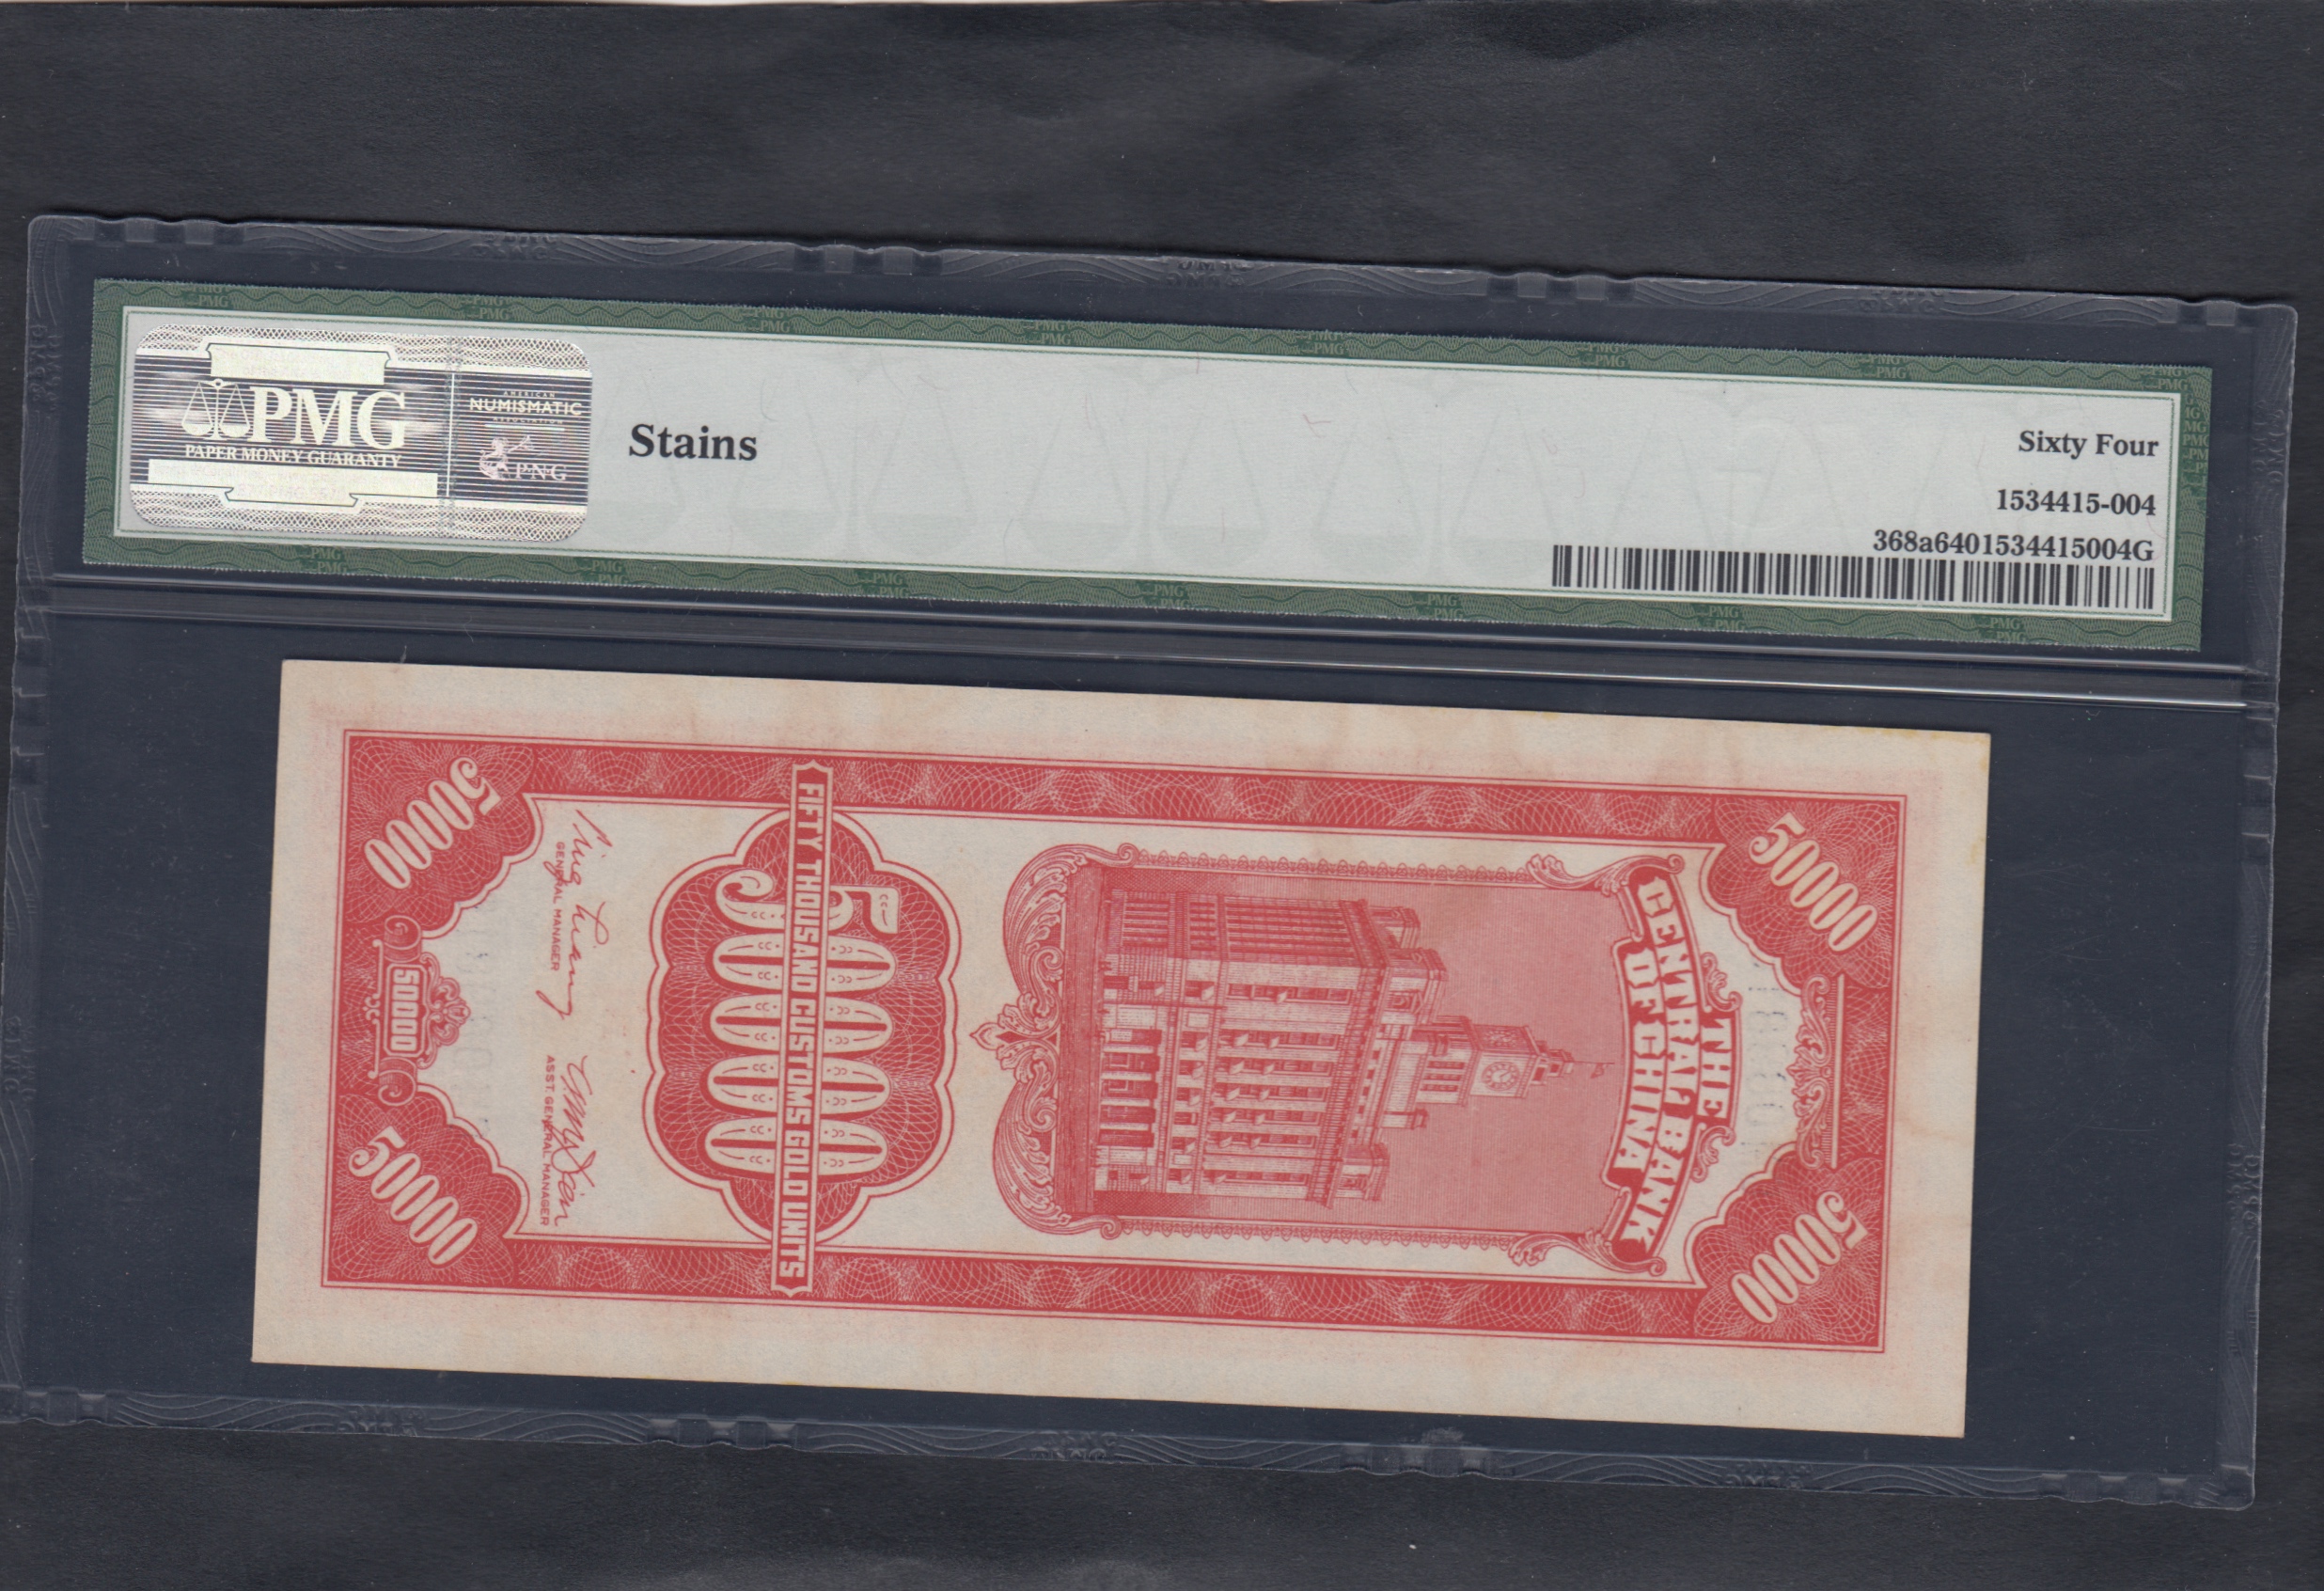 PMG
PAPER MONEY GUARANTY
AMERICAN
NUMISMATIC
ASSOCIATION
PNG
Stains
Sixty Four
1534415-004
368a6401534415004G
50000
50000
THE
CENTRAL BANK
OF CHINA
50000
FIFTY THOUSAND CUSTOMS GOLD UNITS
GENERAL MANAGER
ASST. GENERAL MANAGER
50000
50000
50000